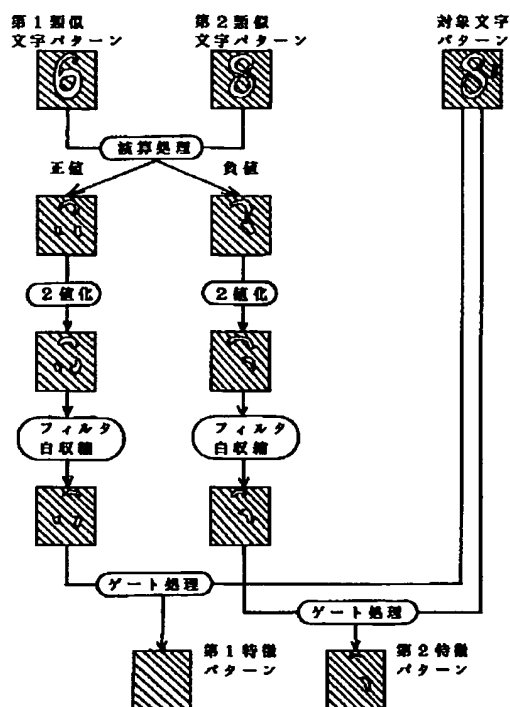 第1類似
文字パターン
第2類似
文字パターン
対象文字
パターン
6
8
8
演算処理
正値
負値
2値化
2値化
フィルタ
白収縮
フィルタ
白収縮
ゲート処理
ゲート処理
第1特徴
パターン
第2特徴
パターン